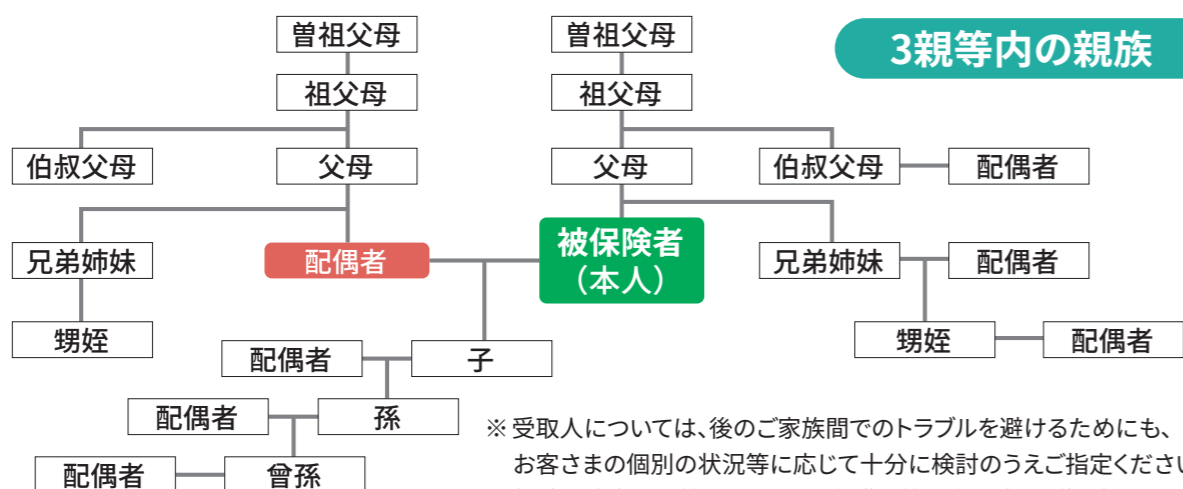 曽祖父母
曽祖父母
3親等内の親族
祖父母
祖父母
伯叔父母
父母
父母
伯叔父母
配偶者
兄弟姉妹
配偶者
被保険者
（本人）
兄弟姉妹
配偶者
甥姪
配偶者
子
甥姪
配偶者
配偶者
孫
配偶者
曾孫
※ 受取人については、後のご家族間でのトラブルを避けるためにも、
お客さまの個別の状況等に応じて十分に検討のうえご指定ください